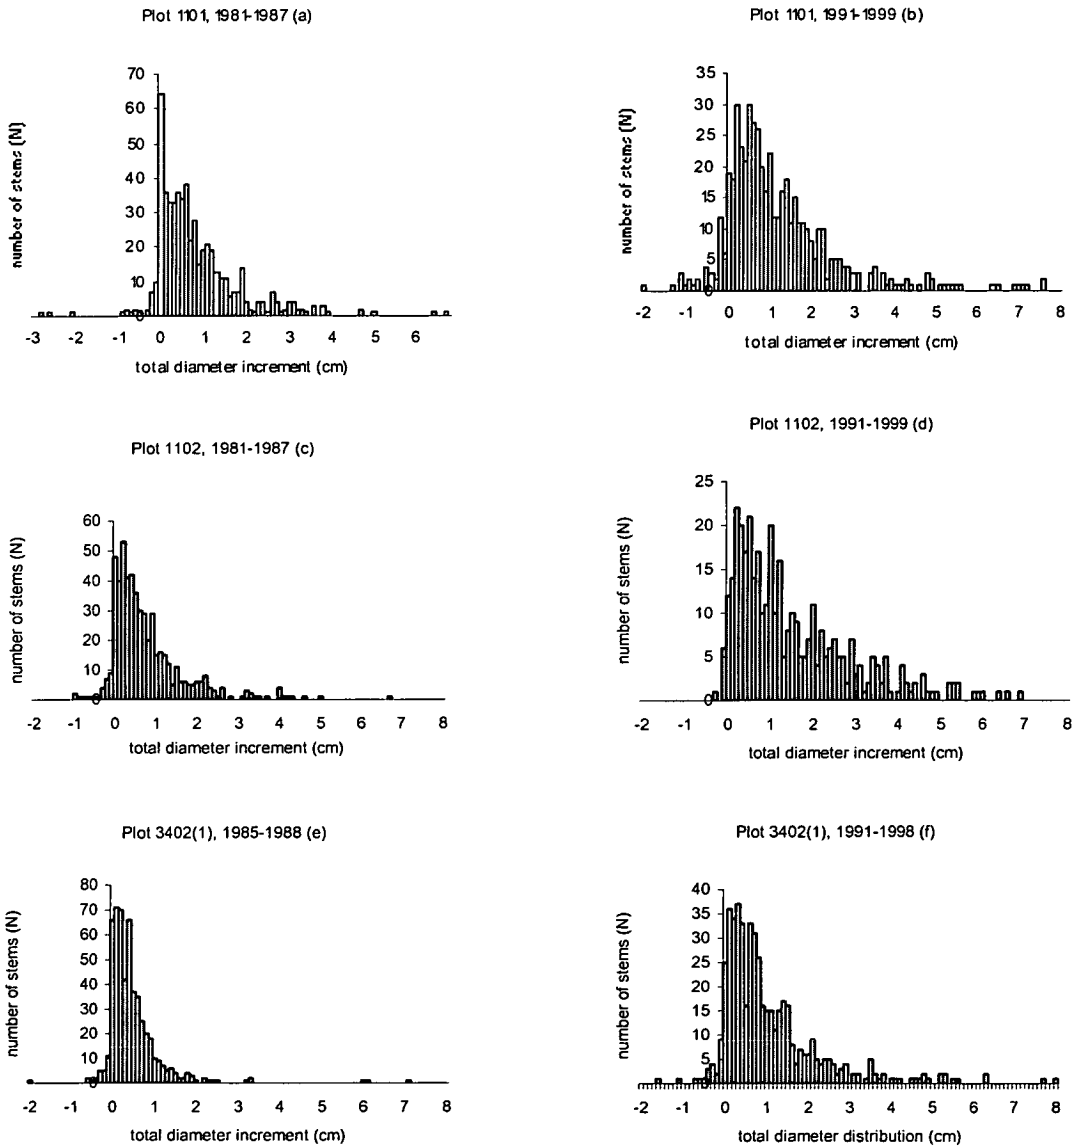 Plot 1101, 1981-1987 (a)
70
60
50
40
30
20
10
0
number of stems (N)
-3 -2 -1 0 1 2 3 4 5 6
total diameter increment (cm)
Plot 1101, 1991-1999 (b)
35
30
25
20
15
10
5
0
number of stems (N)
-2 -1 0 1 2 3 4 5 6 7 8
total diameter increment (cm)
Plot 1102, 1981-1987 (c)
60
50
40
30
20
10
0
number of stems (N)
-2 -1 0 1 2 3 4 5 6 7 8
total diameter increment (cm)
Plot 1102, 1991-1999 (d)
25
20
15
10
5
0
number of stems (N)
-2 -1 0 1 2 3 4 5 6 7 8
total diameter increment (cm)
Plot 3402(1), 1985-1988 (e)
80
70
60
50
40
30
20
10
0
number of stems (N)
-2 -1 0 1 2 3 4 5 6 7 8
total diameter increment (cm)
Plot 3402(1), 1991-1998 (f)
40
35
30
25
20
15
10
5
0
number of stems (N)
-2 -1 0 1 2 3 4 5 6 7 8
total diameter distribution (cm)